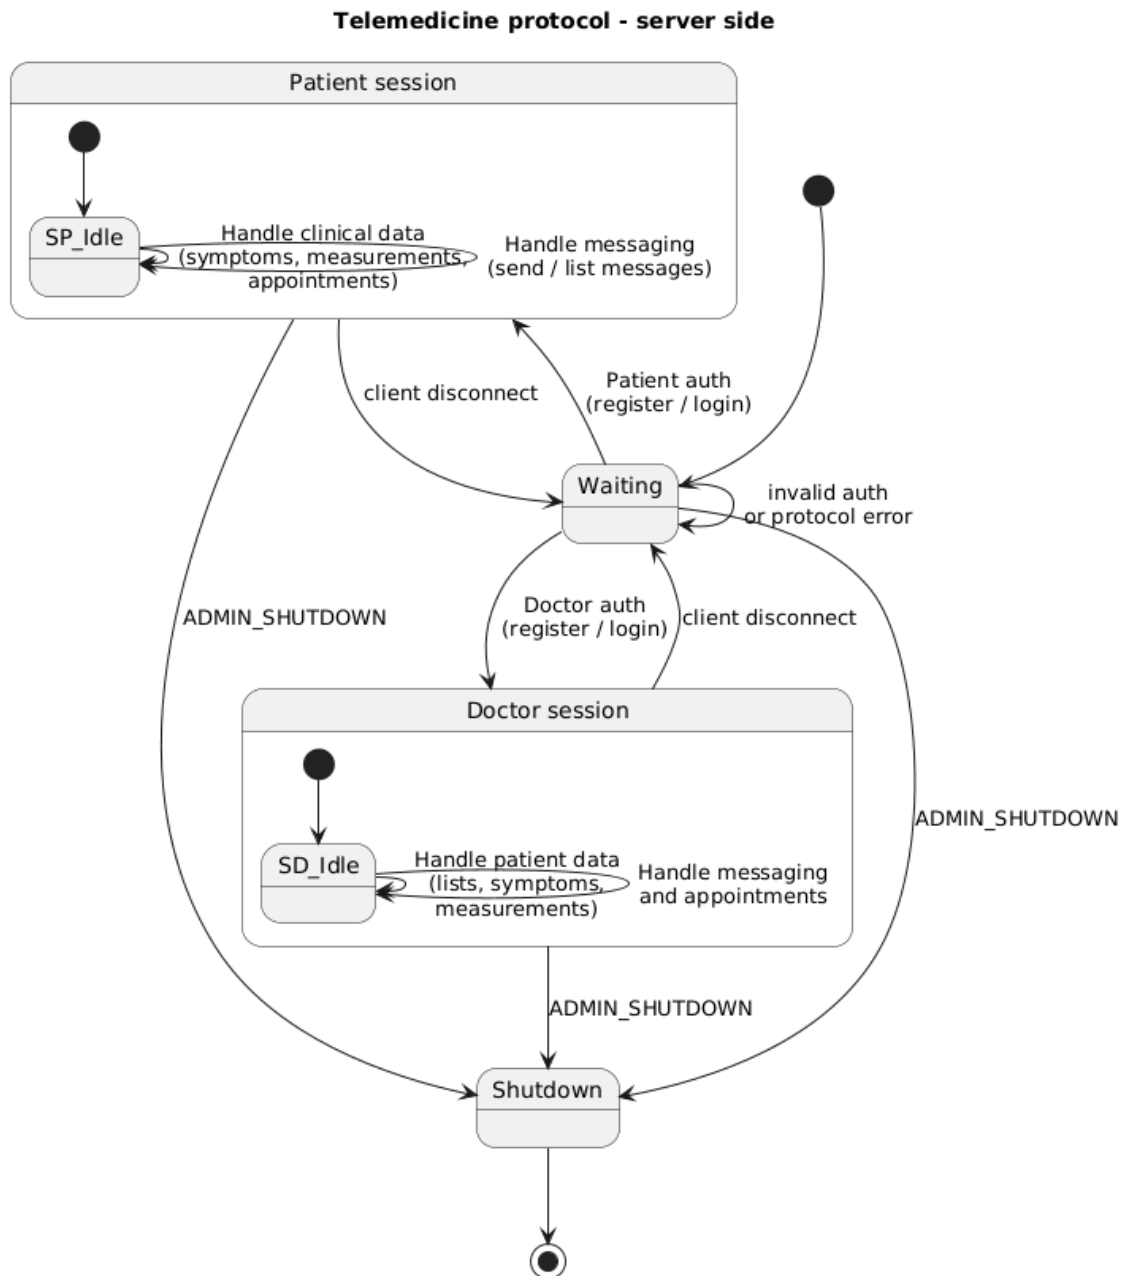 Telemedicine protocol - server side
Patient session
SP_Idle
Handle clinical data
(symptoms, measurements,
appointments)
Handle messaging
(send / list messages)
client disconnect
Patient auth
(register / login)
Waiting
invalid auth
or protocol error
ADMIN_SHUTDOWN
Doctor auth
(register / login)
client disconnect
Doctor session
ADMIN_SHUTDOWN
SD_Idle
Handle patient data
(lists, symptoms,
measurements)
Handle messaging
and appointments
ADMIN_SHUTDOWN
Shutdown